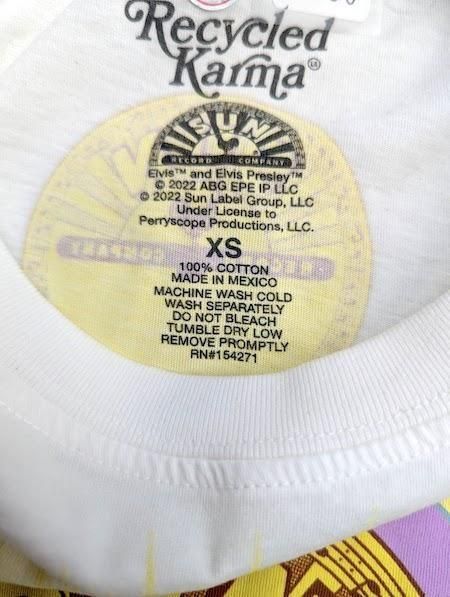 Recycled
Karma®
SUN
RECORD COMPANY
Elvis™ and Elvis Presley™
© 2022 ABG EPE IP LLC
© 2022 Sun Label Group, LLC
Under License to
Perryscope Productions, LLC.
XS
100% COTTON
MADE IN MEXICO
MACHINE WASH COLD
WASH SEPARATELY
DO NOT BLEACH
TUMBLE DRY LOW
REMOVE PROMPTLY
RN#154271